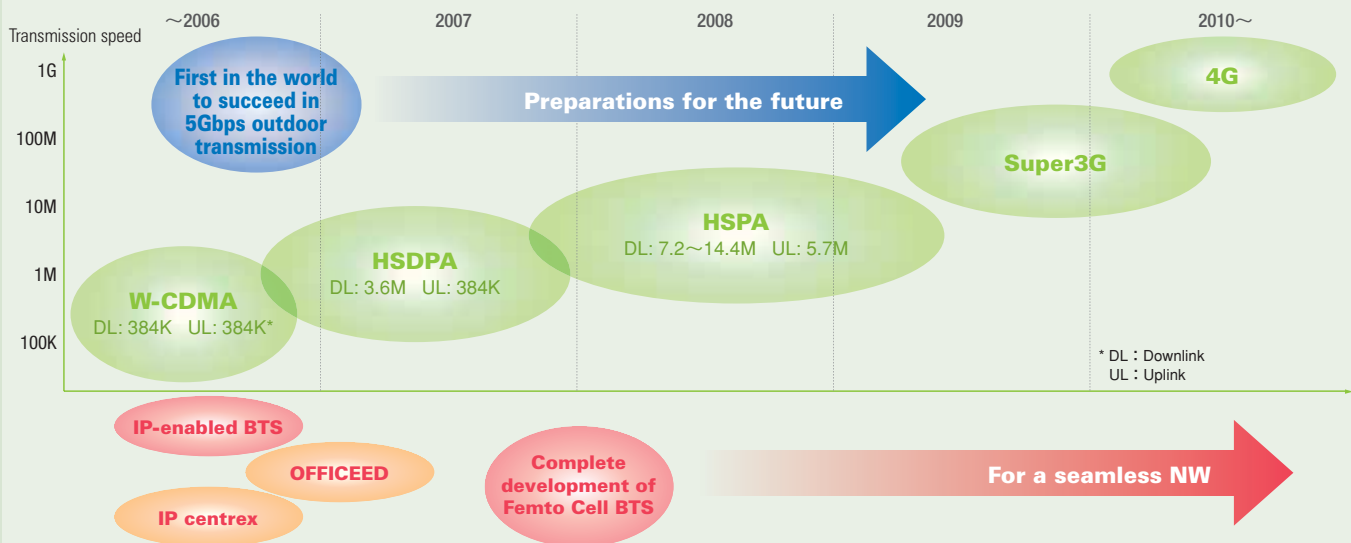 ~2006 2007 2008 2009 2010~
Transmission speed
1G
100M
10M
1M
100K
First in the world
to succeed in
5Gbps outdoor
transmission
Preparations for the future
4G
Super3G
HSPA
DL: 7.2~14.4M UL: 5.7M
HSDPA
DL: 3.6M UL: 384K
W-CDMA
DL: 384K UL: 384K*
* DL : Downlink
UL : Uplink
IP-enabled BTS
OFFICEED
IP centrex
Complete
development of
Femto Cell BTS
For a seamless NW